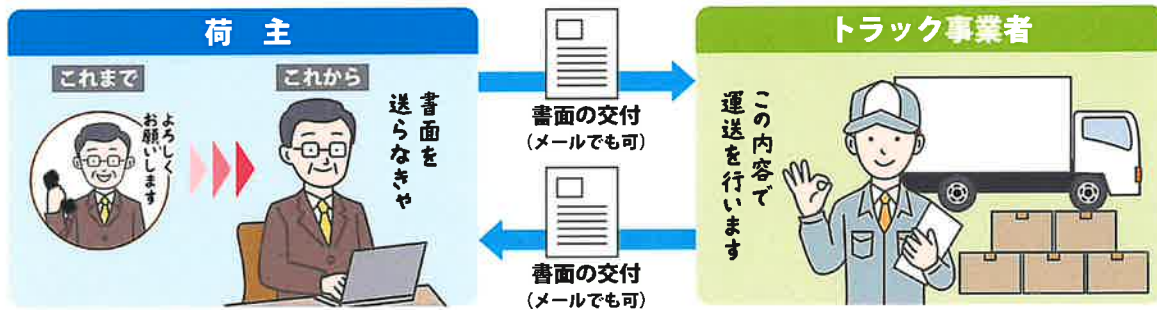 荷 主
これまで
これから
よろしく
お願いします
書面を
送らなきゃ
書面の交付
(メールでも可)
書面の交付
(メールでも可)
トラック事業者
この内容で
運送を行います